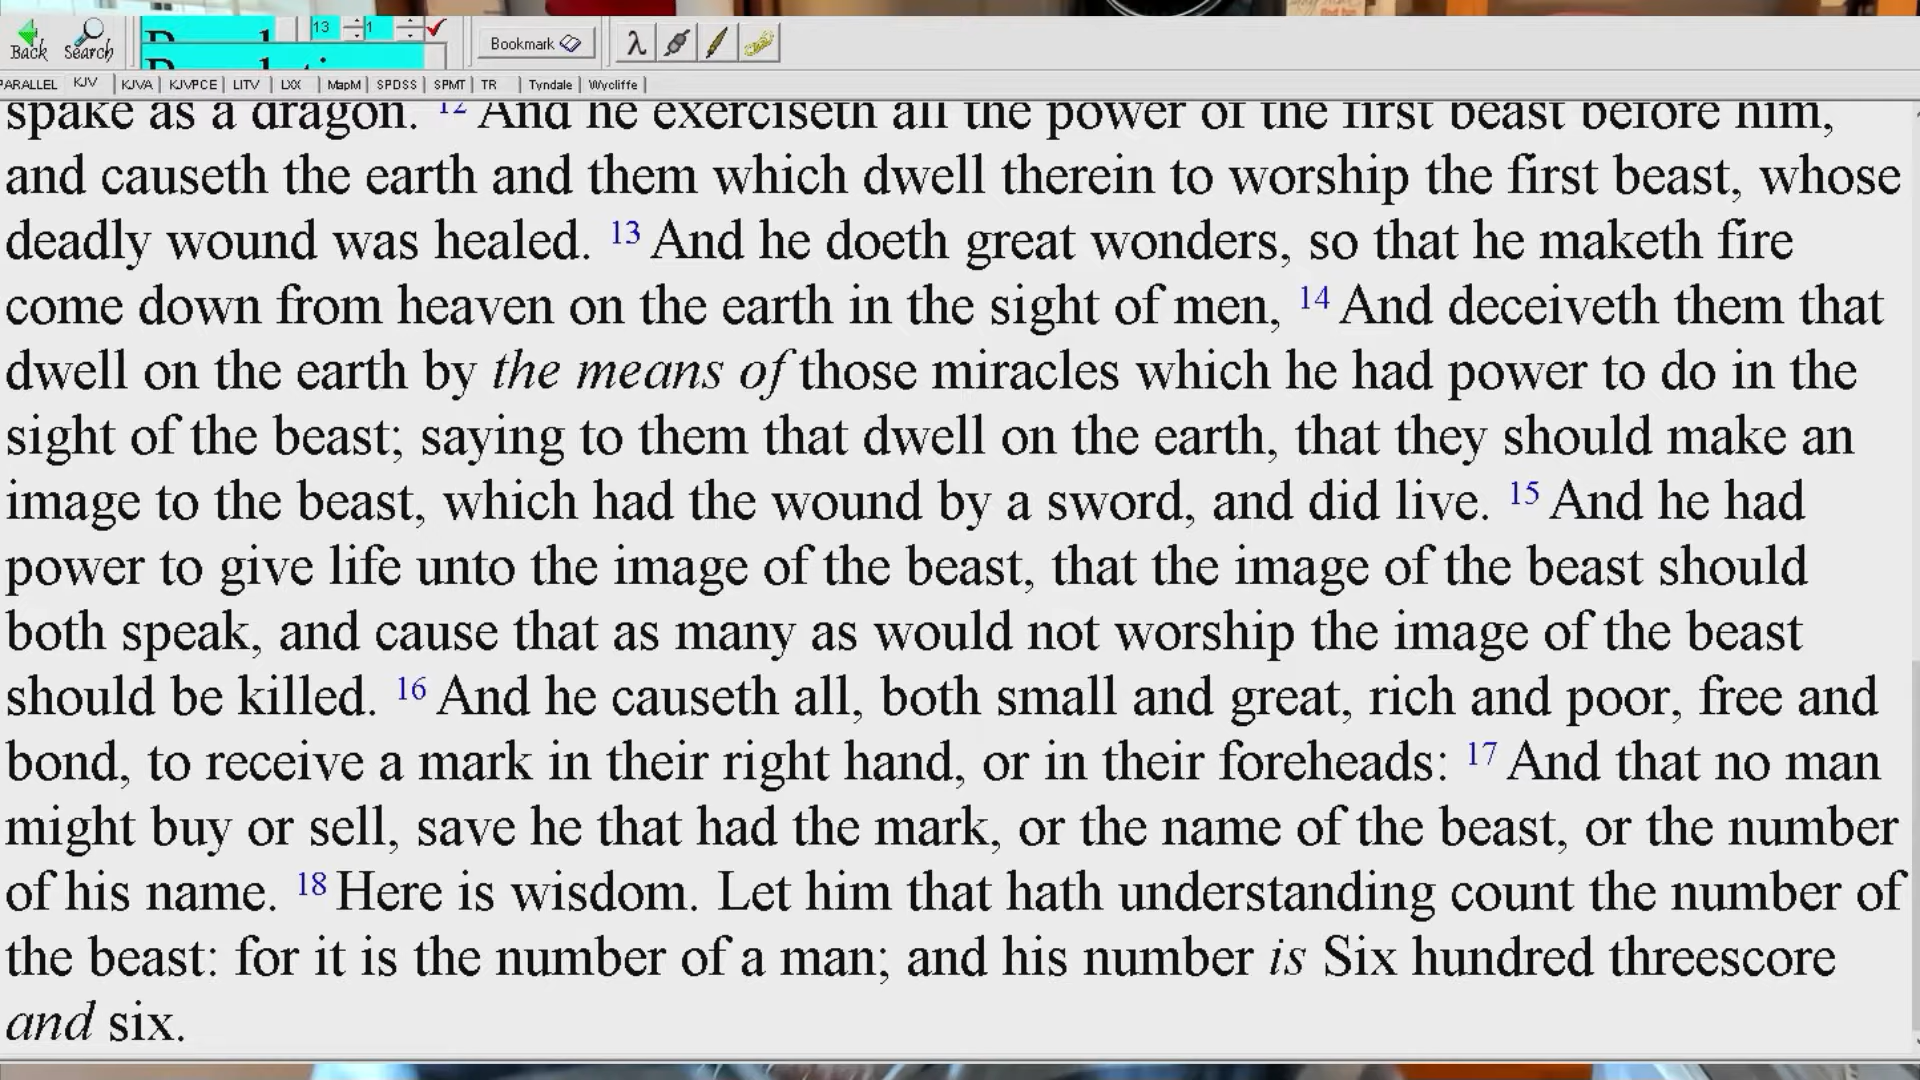 13 1
Back Search Bookmark λ
PARALLEL KJV KJVA KJVPCE LITV LXX MapM SPDSS SPMT TR Tyndale Wycliffe
spake as a dragon. 12 And he exerciseth all the power of the first beast before him,
and causeth the earth and them which dwell therein to worship the first beast, whose
deadly wound was healed. 13 And he doeth great wonders, so that he maketh fire
come down from heaven on the earth in the sight of men, 14 And deceiveth them that
dwell on the earth by the means of those miracles which he had power to do in the
sight of the beast; saying to them that dwell on the earth, that they should make an
image to the beast, which had the wound by a sword, and did live. 15 And he had
power to give life unto the image of the beast, that the image of the beast should
both speak, and cause that as many as would not worship the image of the beast
should be killed. 16 And he causeth all, both small and great, rich and poor, free and
bond, to receive a mark in their right hand, or in their foreheads: 17 And that no man
might buy or sell, save he that had the mark, or the name of the beast, or the number
of his name. 18 Here is wisdom. Let him that hath understanding count the number of
the beast: for it is the number of a man; and his number is Six hundred threescore
and six.